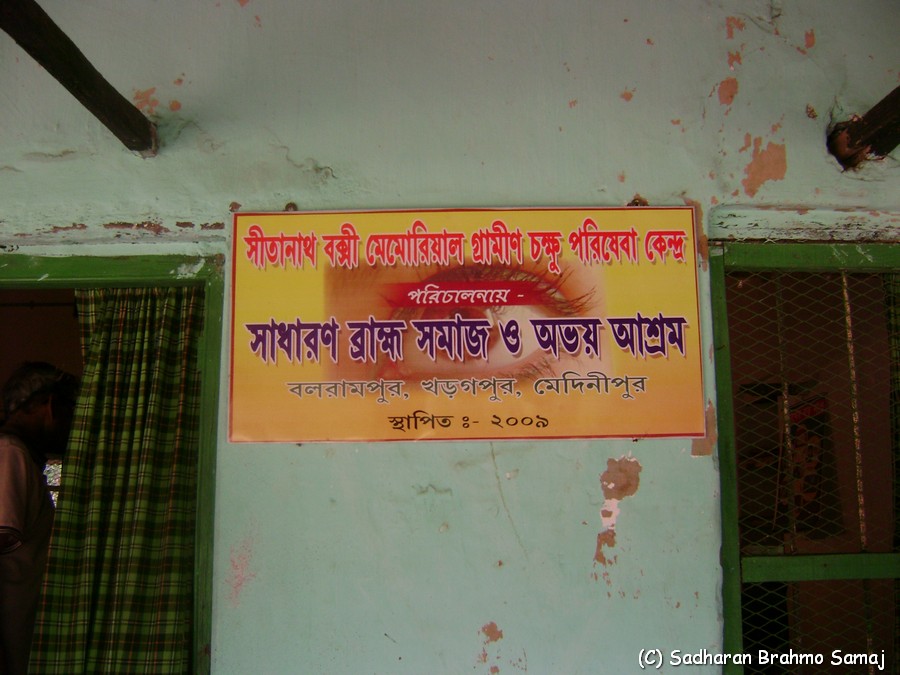 সীতানাথ বক্সী মেমোরিয়াল গ্রামীণ চক্ষু পরিষেবা কেন্দ্র
পরিচালনায় -
সাধারণ ব্রাহ্ম সমাজ ও অভয় আশ্রম
বলরামপুর, খড়গপুর, মেদিনীপুর
স্থাপিত ঃ- ২০০৯
(C) Sadharan Brahmo Samaj